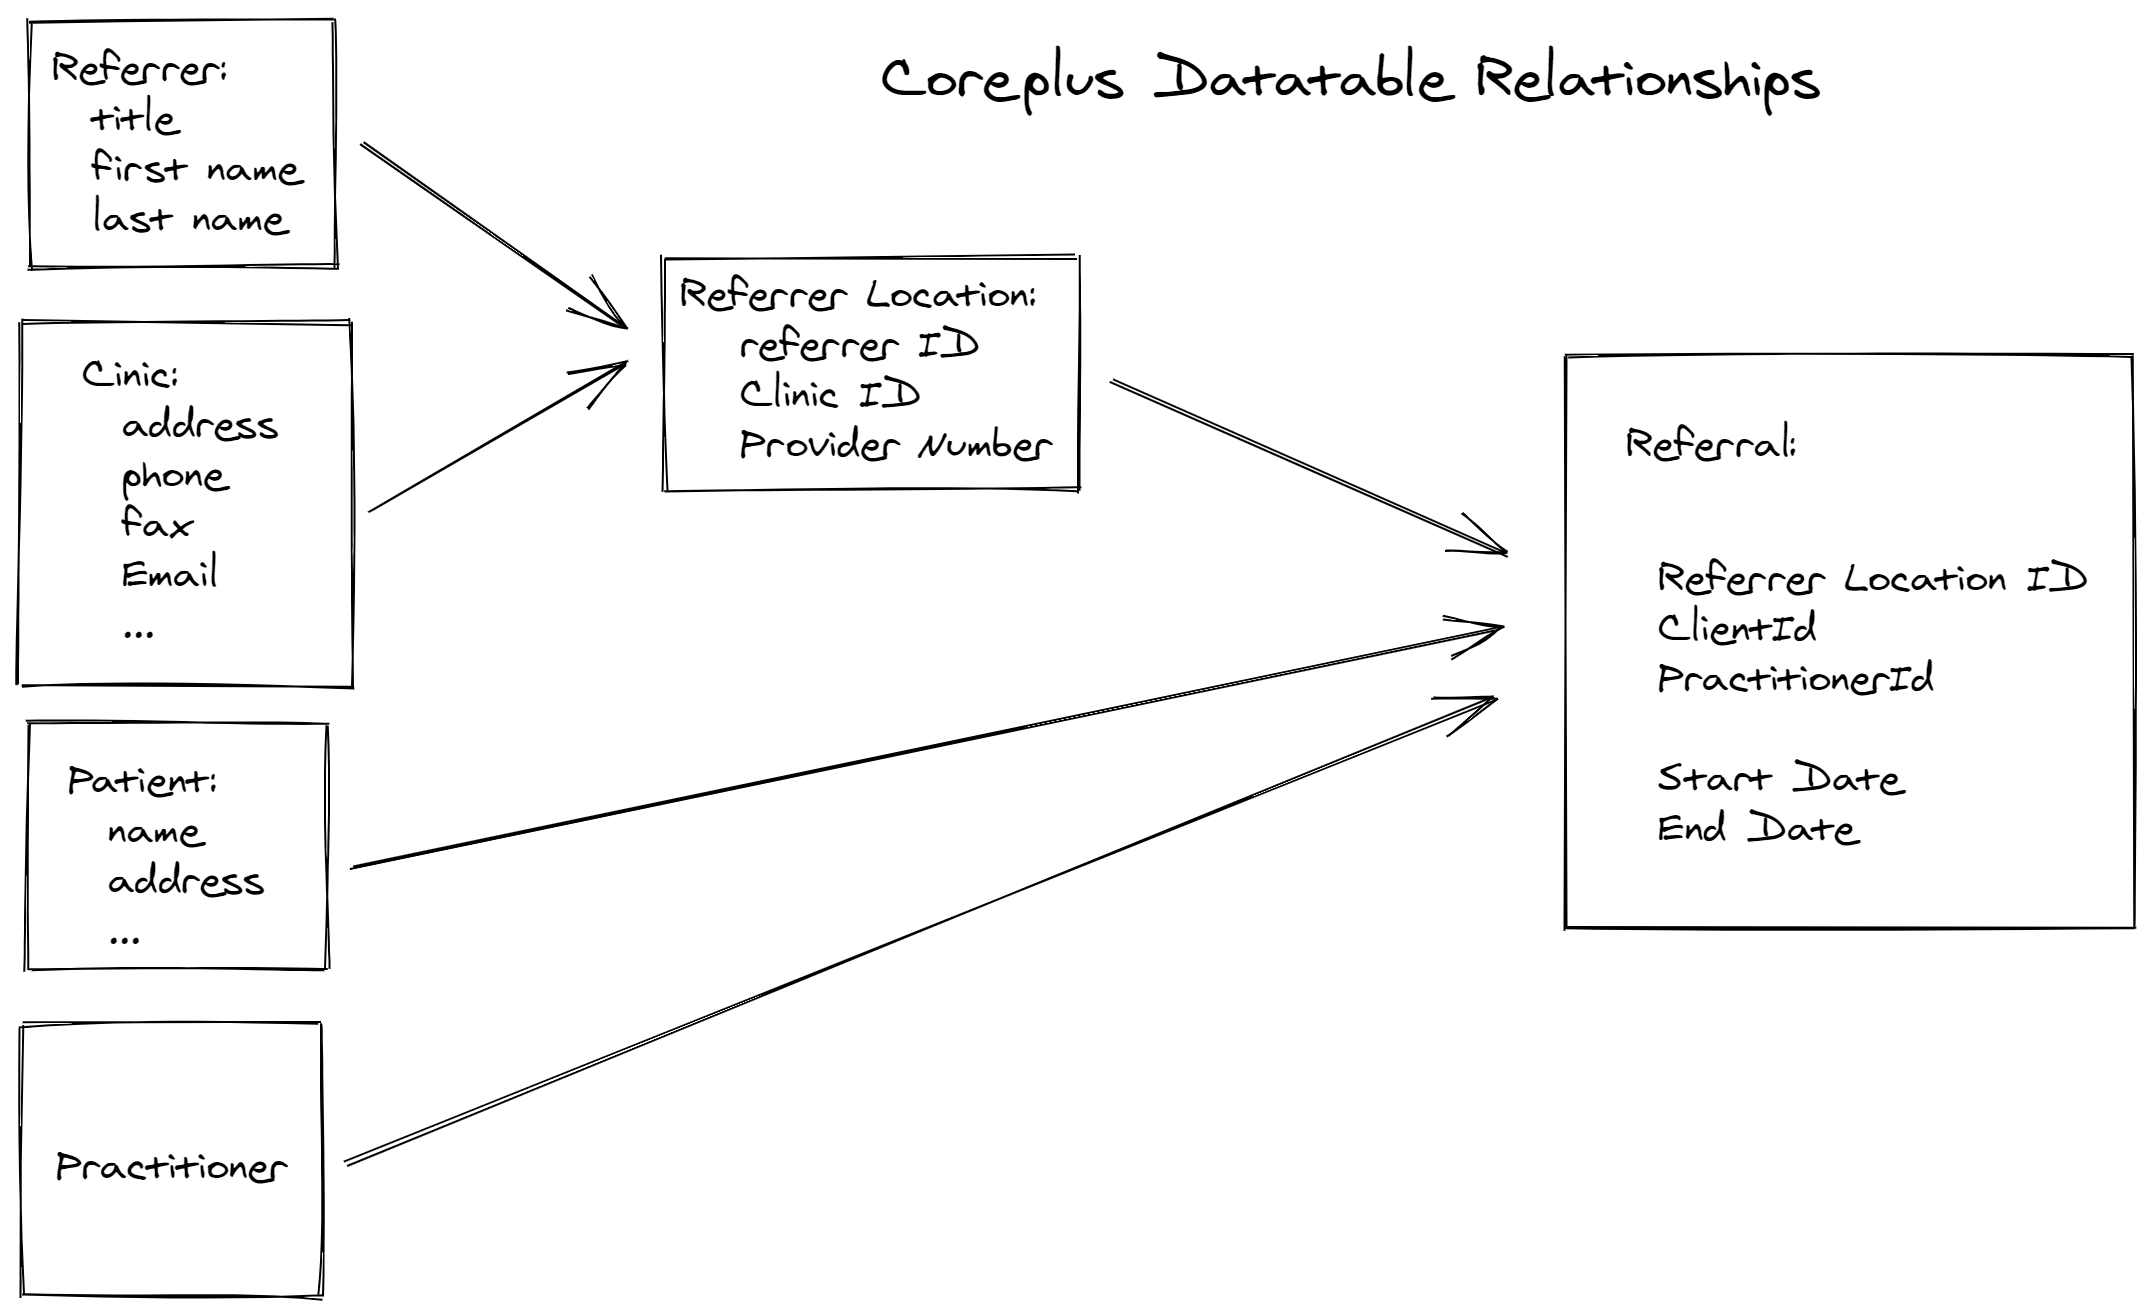 Coreplus Datatable Relationships
Referrer:
title
first name
last name
Cinic:
address
phone
fax
Email
...
Patient:
name
address
...
Practitioner
Referrer Location:
referrer ID
Clinic ID
Provider Number
Referral:
Referrer Location ID
ClientId
PractitionerId
Start Date
End Date